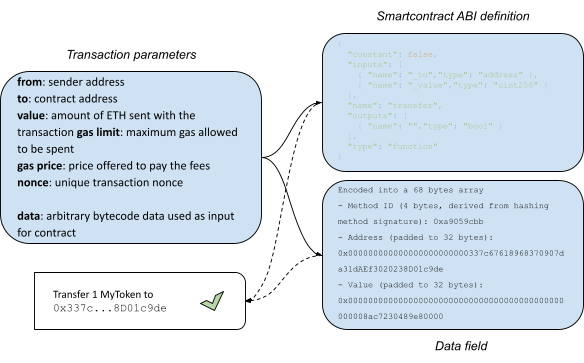 Smartcontract ABI definition
Transaction parameters
from: sender address
to: contract address
value: amount of ETH sent with the
transaction gas limit: maximum gas allowed
to be spent
gas price: price offered to pay the fees
nonce: unique transaction nonce
data: arbitrary bytecode data used as input
for contract
{
"constant": false,
"inputs": [
{ "name": "_to","type": "address" },
{ "name": "_value","type": "uint256" }
],
"name": "transfer",
"outputs": [
{ "name": "","type": "bool" }
],
"type": "function"
}
Encoded into a 68 bytes array
- Method ID (4 bytes, derived from hashing
method signature): 0xa9059cbb
- Address (padded to 32 bytes):
0x000000000000000000000000337c67618968370907d
a31dAEf3020238D01c9de
- Value (padded to 32 bytes):
0x0000000000000000000000000000000000000000000
000008ac7230489e80000
Transfer 1 MyToken to
0x337c...8D01c9de
Data field